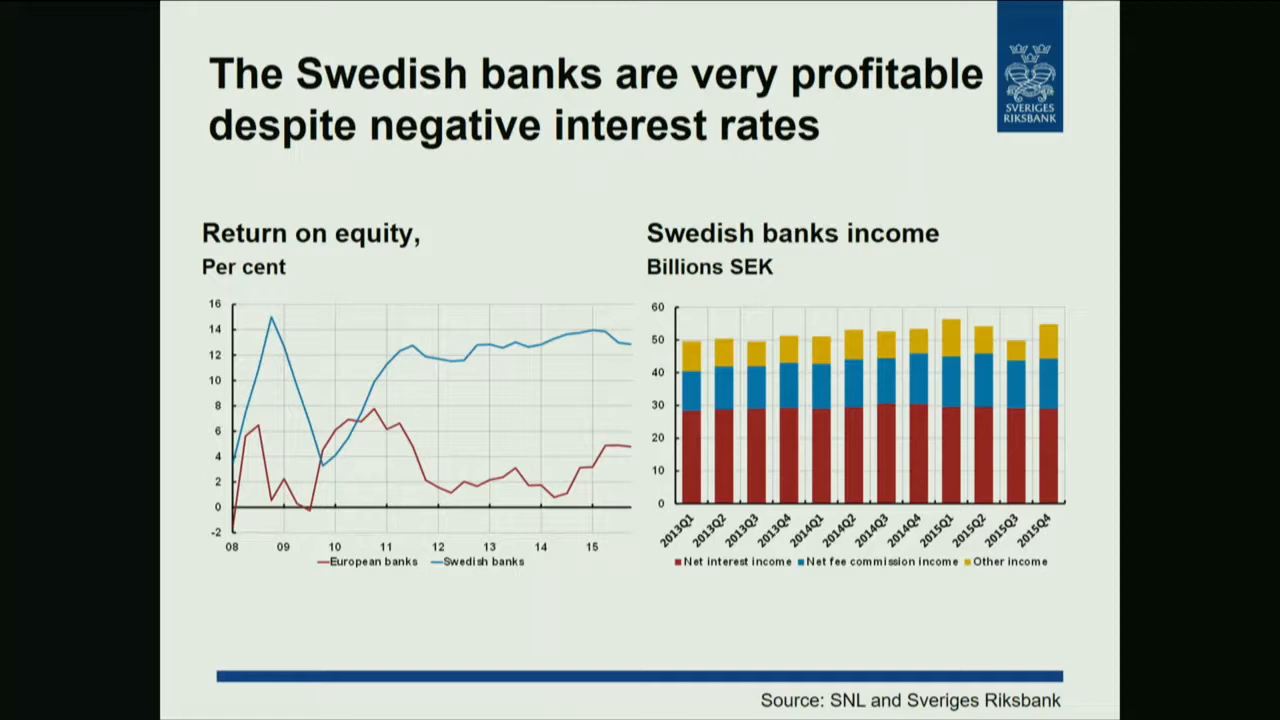 The Swedish banks are very profitable
despite negative interest rates
SVERIGES
RIKSBANK
Return on equity,
Per cent
16
14
12
10
8
6
4
2
0
-2
08 09 10 11 12 13 14 15
European banks Swedish banks
Swedish banks income
Billions SEK
60
50
40
30
20
10
0
2013Q1 2013Q2 2013Q3 2013Q4 2014Q1 2014Q2 2014Q3 2014Q4 2015Q1 2015Q2 2015Q3 2015Q4
Net interest income Net fee commission income Other income
Source: SNL and Sveriges Riksbank